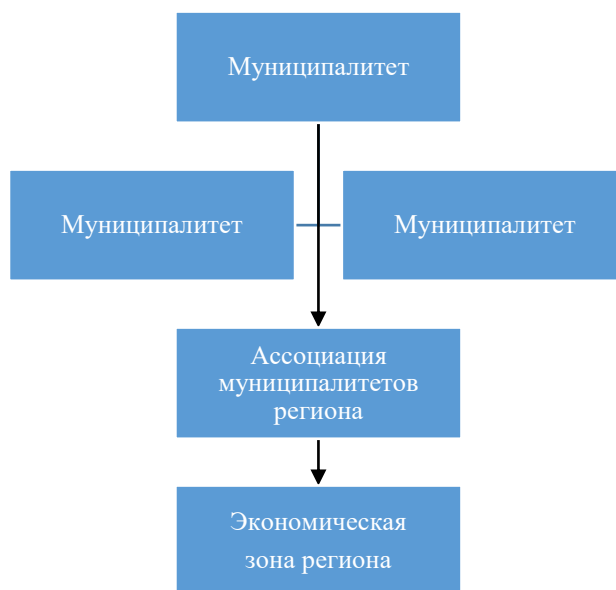 Муниципалитет
Муниципалитет
Муниципалитет
Ассоциация
муниципалитетов
региона
Экономическая
зона региона